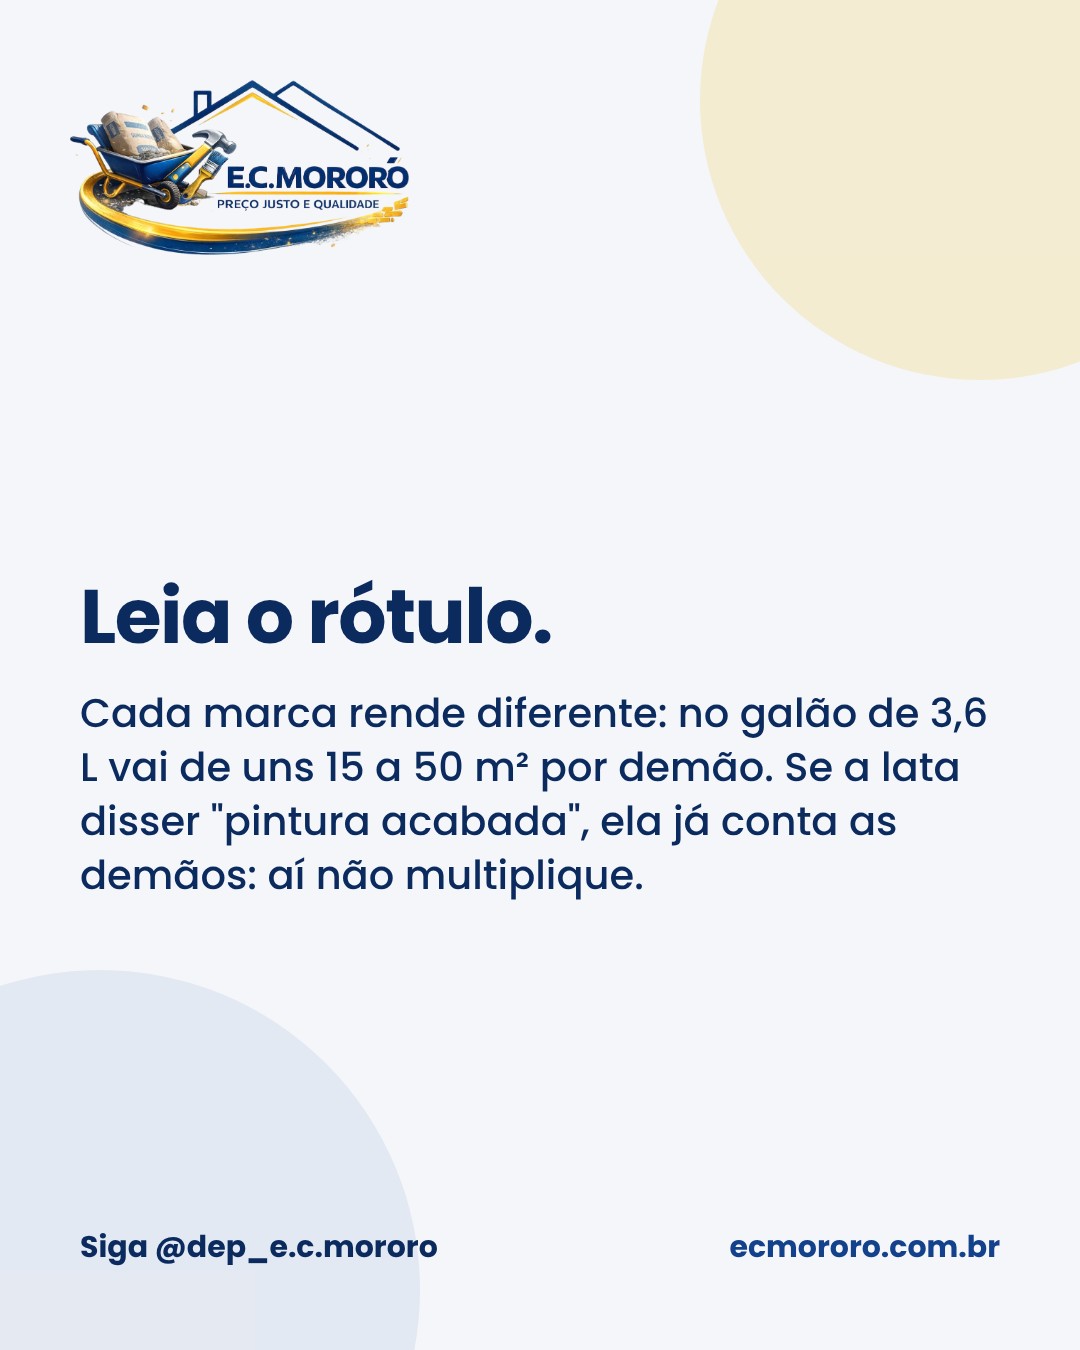 E.C.MORORÓ
PREÇO JUSTO E QUALIDADE
Leia o rótulo.
Cada marca rende diferente: no galão de 3,6
L vai de uns 15 a 50 m² por demão. Se a lata
disser "pintura acabada", ela já conta as
demãos: aí não multiplique.
Siga @dep_e.c.mororo
ecmororo.com.br